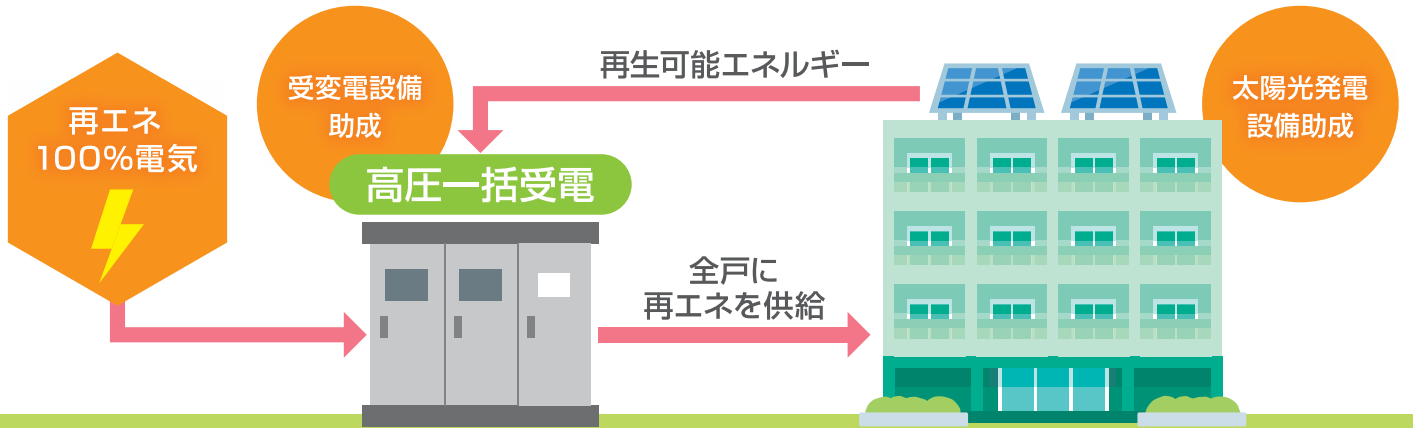 再エネ
100%電気
受変電設備
助成
高圧一括受電
再生可能エネルギー
全戸に
再エネを供給
太陽光発電
設備助成